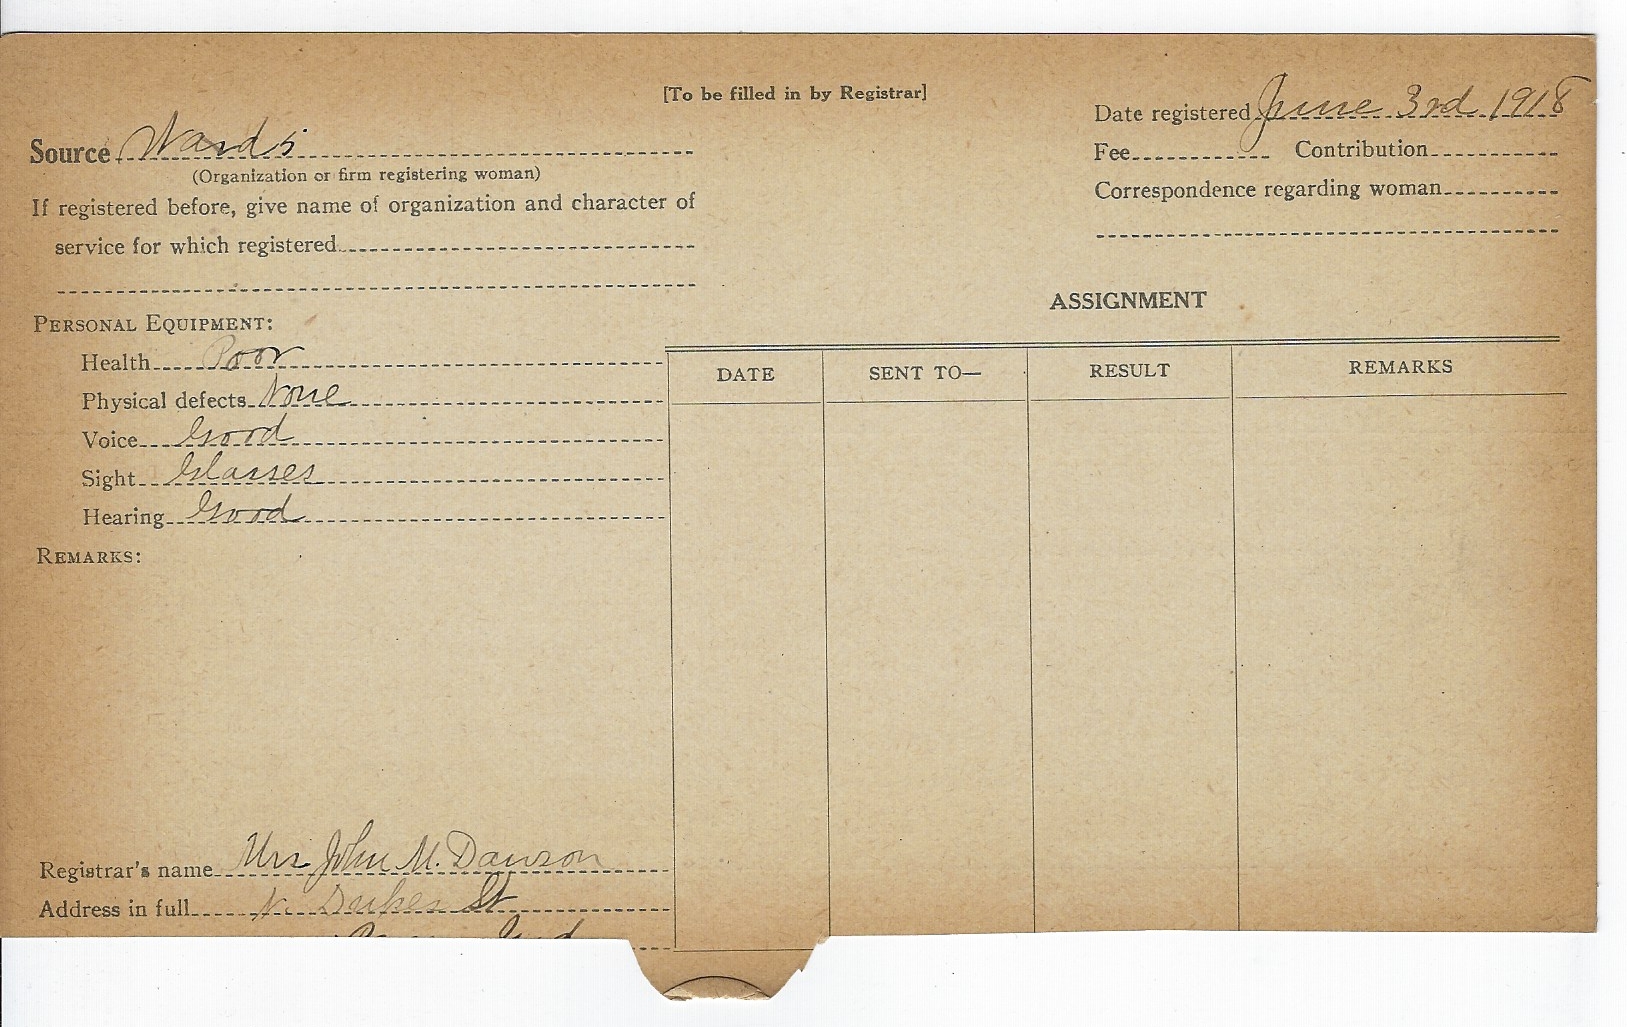 [To be filled in by Registrar]
Date registered June 3rd 1918
Source Wards
Fee Contribution
(Organization or firm registering woman)
Correspondence regarding woman
If registered before, give name of organization and character of
service for which registered
ASSIGNMENT
PERSONAL EQUIPMENT:
Health Poor
Physical defects None
Voice Good
Sight Glasses
Hearing Good
DATE SENT TO— RESULT REMARKS
REMARKS:
Registrar's name Mrs John M. Dawson
Address in full N. Dukes St
Ind